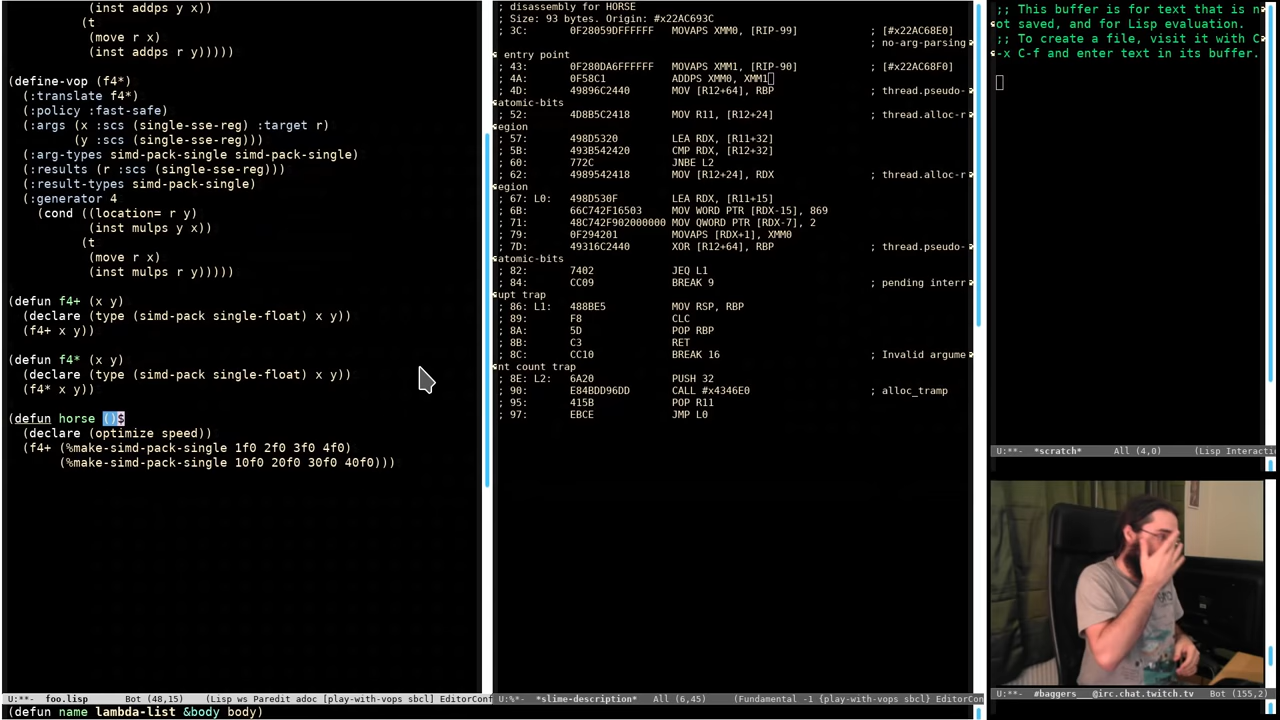 (inst addps y x))
           (t
            (move r x)
            (inst addps r y)))))
(define-vop (f4*)
  (:translate f4*)
  (:policy :fast-safe)
  (:args (x :scs (single-sse-reg) :target r)
         (y :scs (single-sse-reg)))
  (:arg-types simd-pack-single simd-pack-single)
  (:results (r :scs (single-sse-reg)))
  (:result-types simd-pack-single)
  (:generator 4
    (cond ((location= r y)
           (inst mulps y x))
          (t
           (move r x)
           (inst mulps r y)))))
(defun f4+ (x y)
  (declare (type (simd-pack single-float) x y))
  (f4+ x y))
(defun f4* (x y)
  (declare (type (simd-pack single-float) x y))
  (f4* x y))
(defun horse ()$
  (declare (optimize speed))
  (f4+ (%make-simd-pack-single 1f0 2f0 3f0 4f0)
       (%make-simd-pack-single 10f0 20f0 30f0 40f0)))
U:**-  foo.lisp       Bot (48,15)    (Lisp ws Paredit adoc [play-with-vops sbcl] EditorConf
(defun name lambda-list &body body)
; disassembly for HORSE
; Size: 93 bytes. Origin: #x22AC693C
; 3C:       0F28059DFFFFFF   MOVAPS XMM0, [RIP-99]            ; [#x22AC68E0]
                                                              ; no-arg-parsing
 entry point
; 43:       0F280DA6FFFFFF   MOVAPS XMM1, [RIP-90]            ; [#x22AC68F0]
; 4A:       0F58C1           ADDPS XMM0, XMM1
; 4D:       49896C2440       MOV [R12+64], RBP                ; thread.pseudo-
atomic-bits
; 52:       4D8B5C2418       MOV R11, [R12+24]                ; thread.alloc-r
egion
; 57:       498D5320         LEA RDX, [R11+32]
; 5B:       493B542420       CMP RDX, [R12+32]
; 60:       772C             JNBE L2
; 62:       4989542418       MOV [R12+24], RDX                ; thread.alloc-r
egion
; 67: L0:   498D530F         LEA RDX, [R11+15]
; 6B:       66C742F16503     MOV WORD PTR [RDX-15], 869
; 71:       48C742F902000000 MOV QWORD PTR [RDX-7], 2
; 79:       0F294201         MOVAPS [RDX+1], XMM0
; 7D:       49316C2440       XOR [R12+64], RBP                ; thread.pseudo-
atomic-bits
; 82:       7402             JEQ L1
; 84:       CC09             BREAK 9                          ; pending interr
upt trap
; 86: L1:   488BE5           MOV RSP, RBP
; 89:       F8               CLC
; 8A:       5D               POP RBP
; 8B:       C3               RET
; 8C:       CC10             BREAK 16                         ; Invalid argume
nt count trap
; 8E: L2:   6A20             PUSH 32
; 90:       E84BDD96DD       CALL #x4346E0                    ; alloc_tramp
; 95:       415B             POP R11
; 97:       EBCE             JMP L0
U:%*-  *slime-description*   All (6,45)     (Fundamental -1 {play-with-vops sbcl} EditorCon
;; This buffer is for text that is n
ot saved, and for Lisp evaluation.
;; To create a file, visit it with C
-x C-f and enter text in its buffer.
U:**-  *scratch*      All (4,0)      (Lisp Interacti
U:**-  #baggers___@irc.chat.twitch.tv   Bot (155,2)